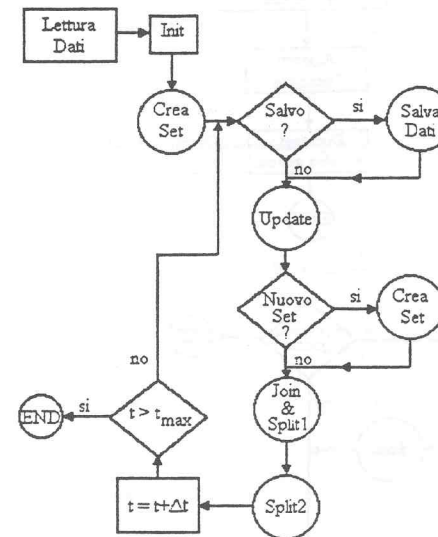 Lettura
Dati
Init
Crea
Set
Salvo
?
si
Salva
Dati
no
Update
Nuovo
Set
?
si
Crea
Set
no
no
Join
&
Split1
END
si
t > tmax
t = t+Δt
Split2